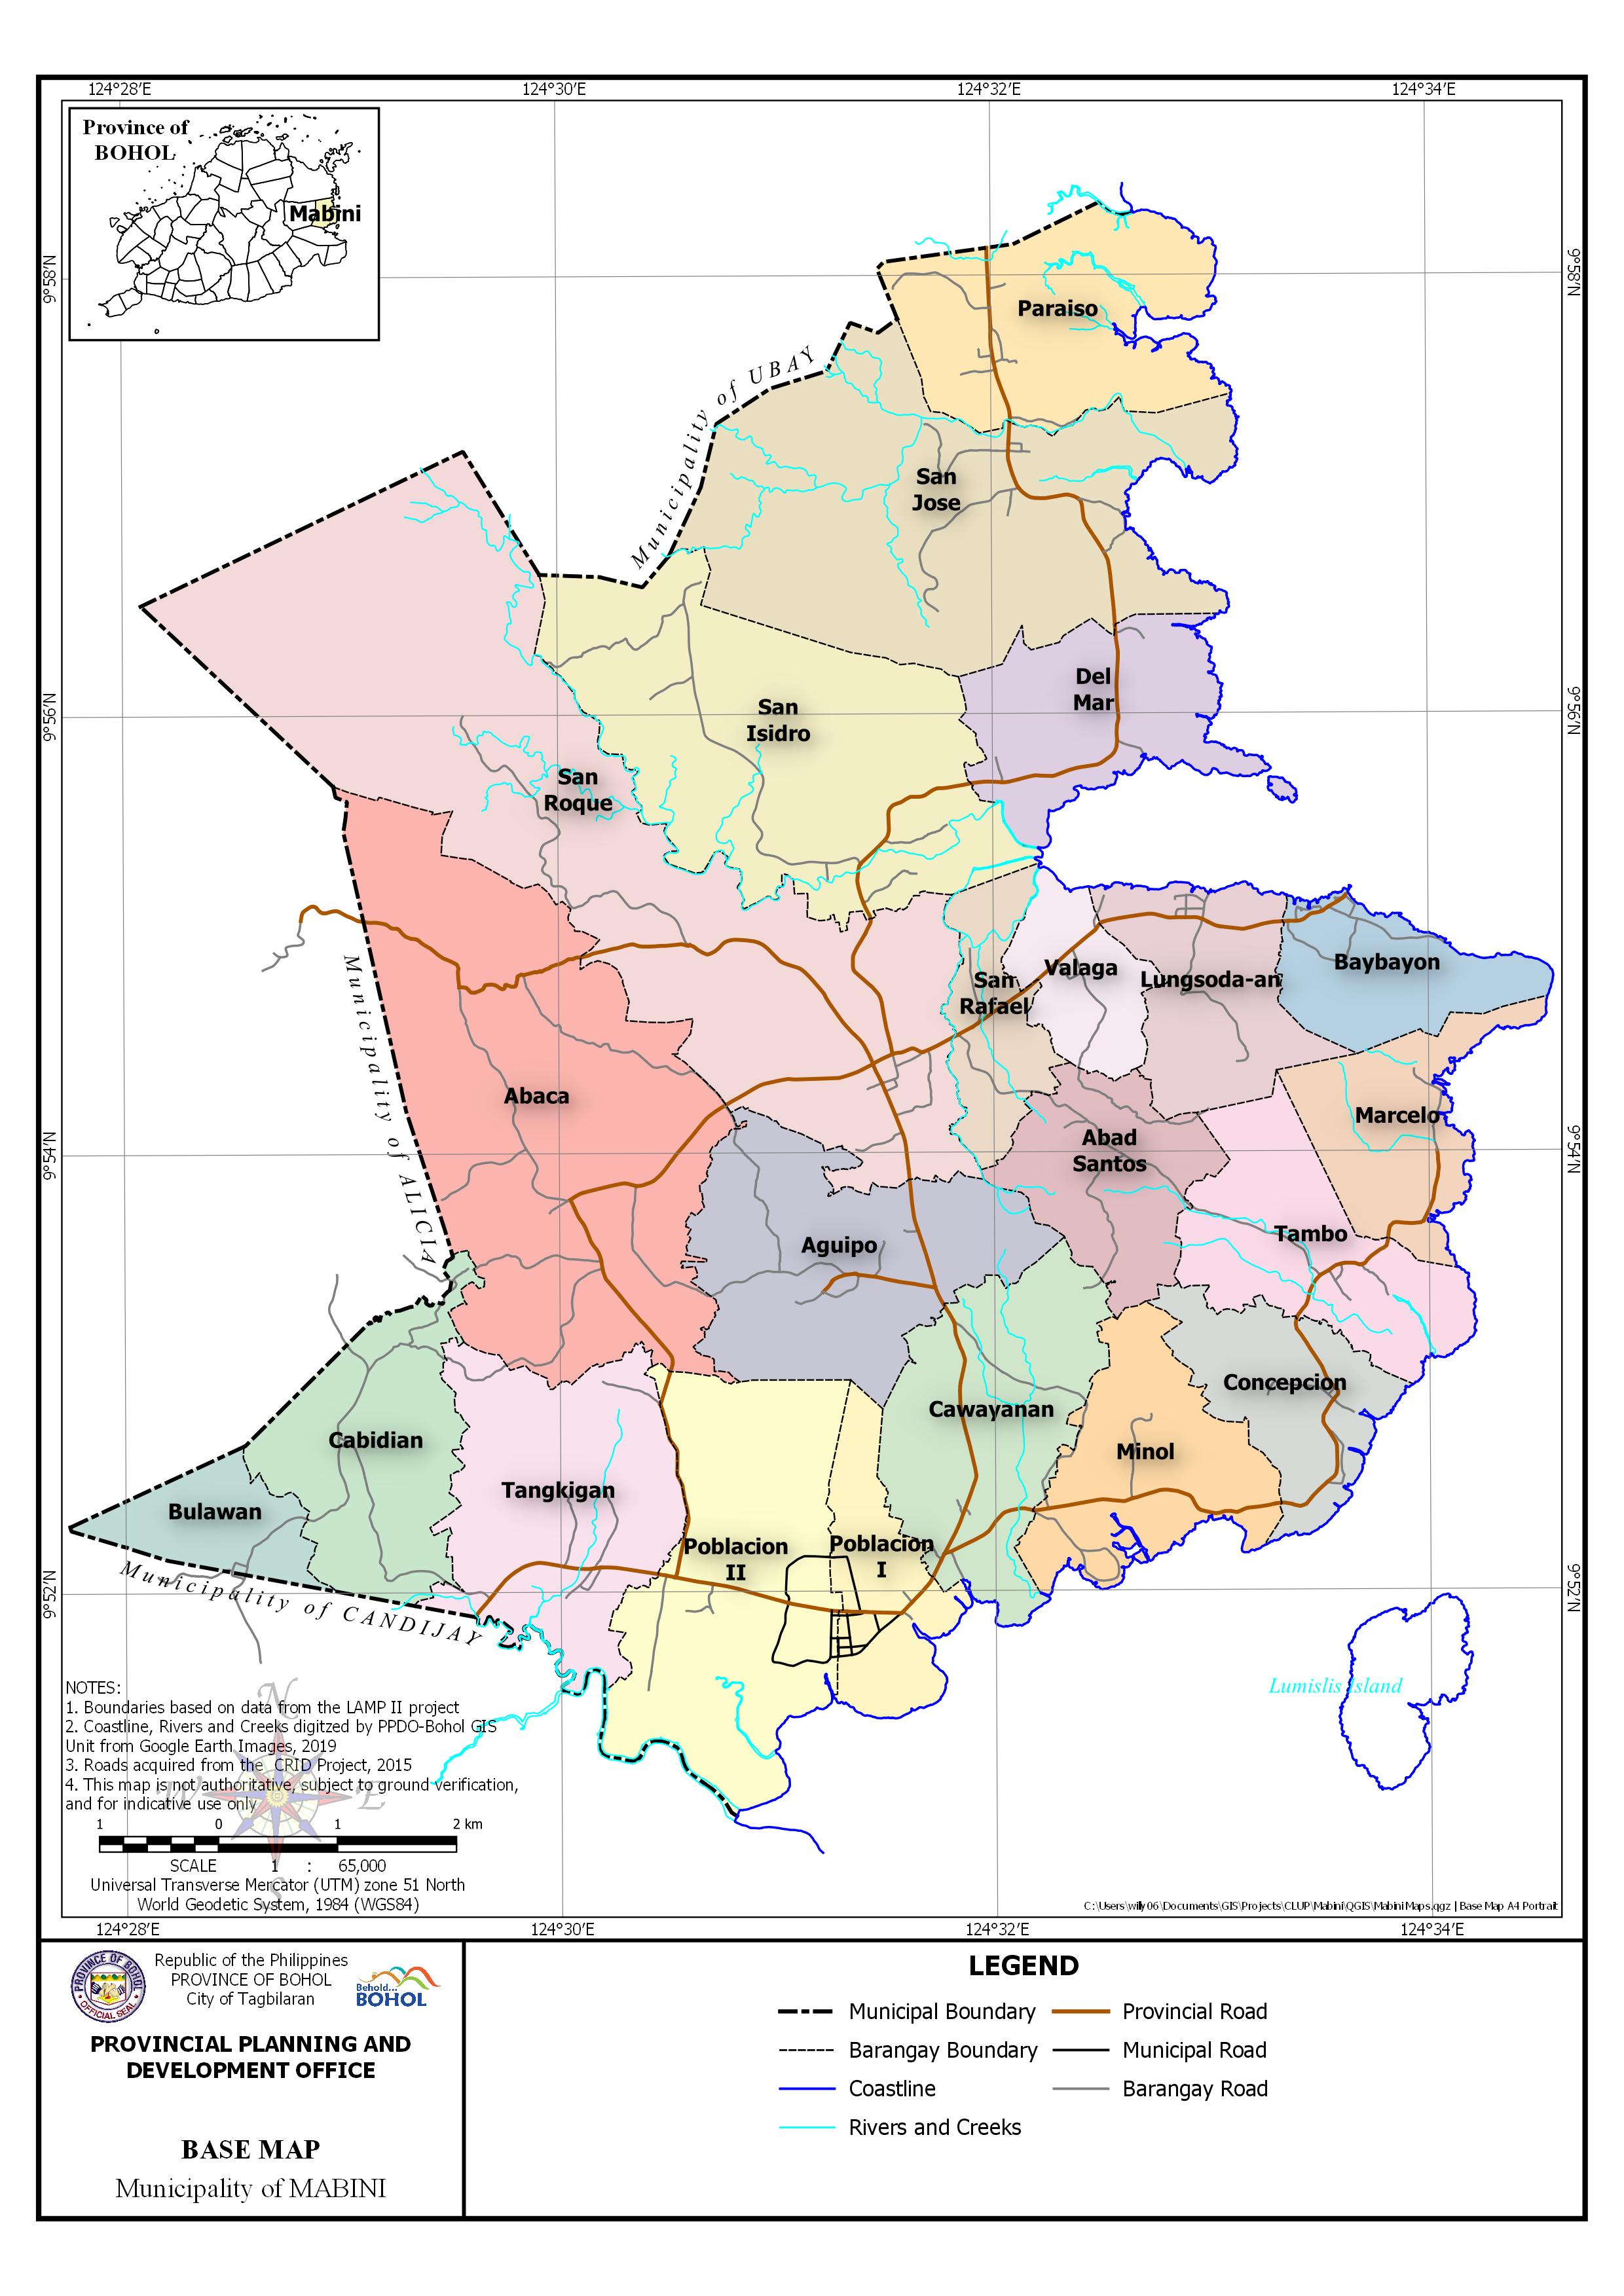 124°28'E
124°30'E
124°32'E
124°34'E
Province of
BOHOL
Mabini
9°58'N
9°58'N
Paraiso
Municipality of UBAY
San
Jose
Del
Mar
9°56'N
9°56'N
San
Isidro
San
Roque
Baybayon
Valaga
Lungsoda-an
San
Rafael
Municipality of ALICIA
Abaca
Marcelo
9°54'N
9°54'N
Abad
Santos
Tambo
Aguipo
Concepcion
Cawayanan
Cabidian
Minol
Tangkigan
Bulawan
Poblacion
II
Poblacion
I
9°52'N
9°52'N
Municipality of CANDIJAY
Lumislis Island
N
W
E
S
NOTES:
1. Boundaries based on data from the LAMP II project
2. Coastline, Rivers and Creeks digitzed by PPDO-Bohol GIS
Unit from Google Earth Images, 2019
3. Roads acquired from the CRID Project, 2015
4. This map is not authoritative, subject to ground verification,
and for indicative use only
1 0 1 2 km
SCALE 1 : 65,000
Universal Transverse Mercator (UTM) zone 51 North
World Geodetic System, 1984 (WGS84)
C:\Users\willy06\Documents\GIS\Projects\CLUP\Mabini\QGIS\MabiniMaps.qgz | Base Map A4 Portrait
124°28'E
124°30'E
124°32'E
124°34'E
PROVINCE OF BOHOL
OFFICIAL SEAL
Republic of the Philippines
PROVINCE OF BOHOL
City of Tagbilaran
Behold...
BOHOL
PROVINCIAL PLANNING AND
DEVELOPMENT OFFICE
BASE MAP
Municipality of MABINI
LEGEND
Municipal Boundary
Provincial Road
Barangay Boundary
Municipal Road
Coastline
Barangay Road
Rivers and Creeks